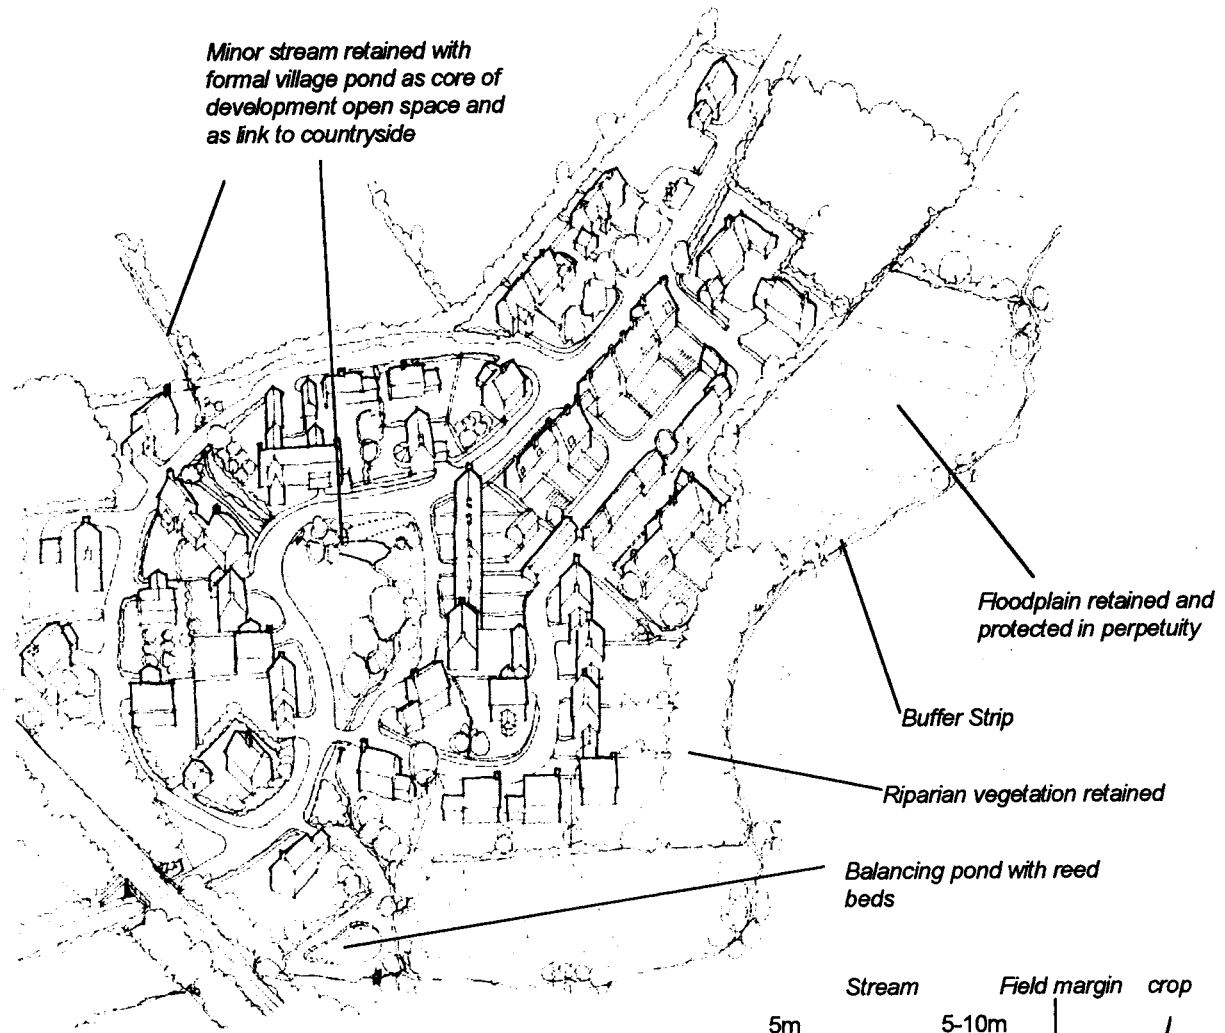 Minor stream retained with
formal village pond as core of
development open space and
as link to countryside
Floodplain retained and
protected in perpetuity
Buffer Strip
Riparian vegetation retained
Balancing pond with reed
beds
Stream Field margin crop
5m 5-10m